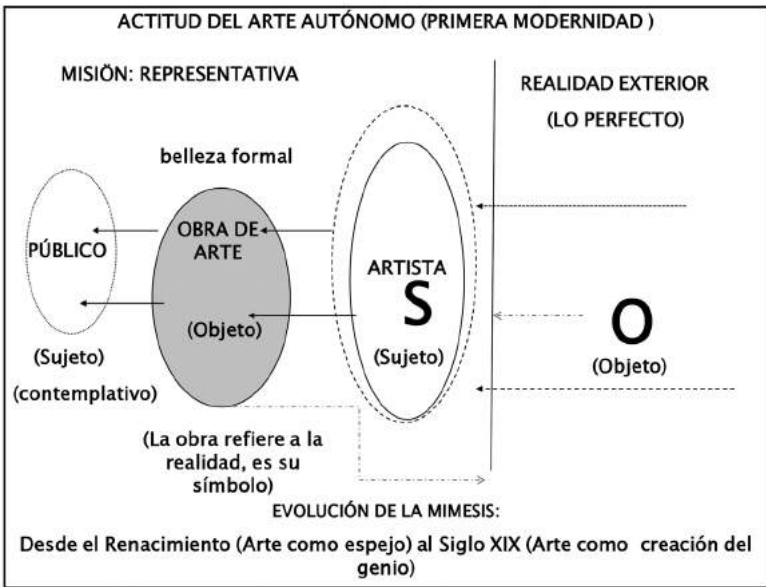 ACTITUD DEL ARTE AUTÓNOMO (PRIMERA MODERNIDAD )
MISIÖN: REPRESENTATIVA
REALIDAD EXTERIOR
(LO PERFECTO)
belleza formal
PÚBLICO
OBRA DE
ARTE
ARTISTA
S
O
(Objeto)
(Sujeto)
(Objeto)
(Sujeto)
(contemplativo)
(La obra refiere a la
realidad, es su
símbolo)
EVOLUCIÓN DE LA MIMESIS:
Desde el Renacimiento (Arte como espejo) al Siglo XIX (Arte como creación del
genio)